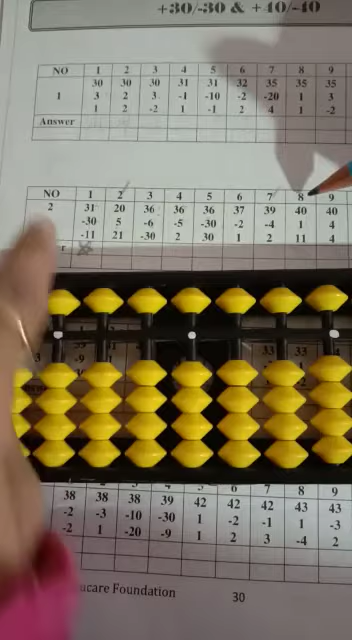 +30/-30 & +40/-40
NO 1 2 3 4 5 6 7 8 9
30 30 30 31 31 32 35 35 35
1 3 2 3 -1 -10 -2 -20 1 3
1 2 -2 1 -1 2 4 1 -2
Answer
NO 1 2 3 4 5 6 7 8 9
2 31 20 36 36 36 37 39 40 40
-30 5 -6 -5 -30 -2 -4 1 4
-11 21 -30 2 30 1 2 11 4
33 33
38 38 38 39 42 42 42 43 43
-2 -3 -10 -30 1 -2 -1 1 -3
-2 1 -20 -9 1 2 3 -4 2
Foundation 30